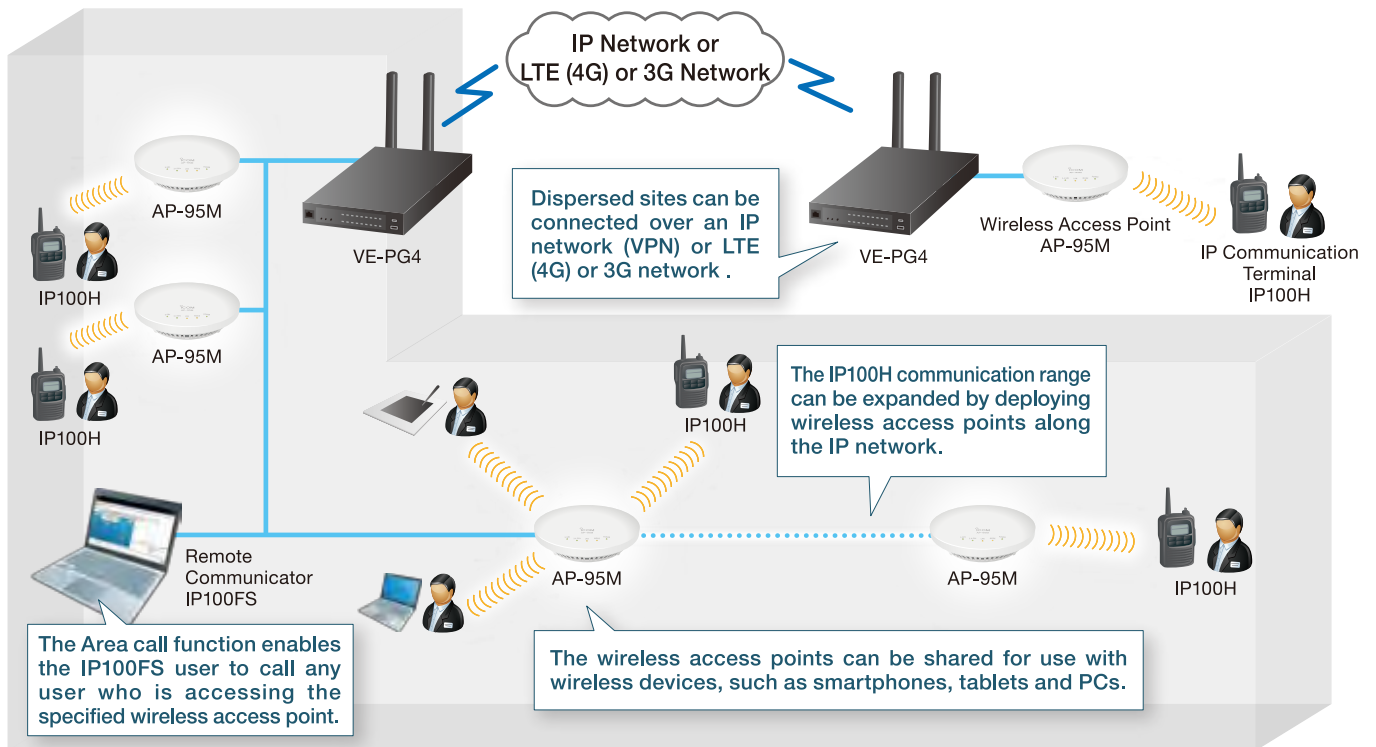 IP Network or
LTE (4G) or 3G Network
AP-95M
VE-PG4
IP100H
AP-95M
IP100H
Dispersed sites can be
connected over an IP
network (VPN) or LTE
(4G) or 3G network .
VE-PG4
Wireless Access Point
AP-95M
IP Communication
Terminal
IP100H
IP100H
The IP100H communication range
can be expanded by deploying
wireless access points along
the IP network.
Remote
Communicator
IP100FS
AP-95M
AP-95M
IP100H
The Area call function enables
the IP100FS user to call any
user who is accessing the
specified wireless access point.
The wireless access points can be shared for use with
wireless devices, such as smartphones, tablets and PCs.